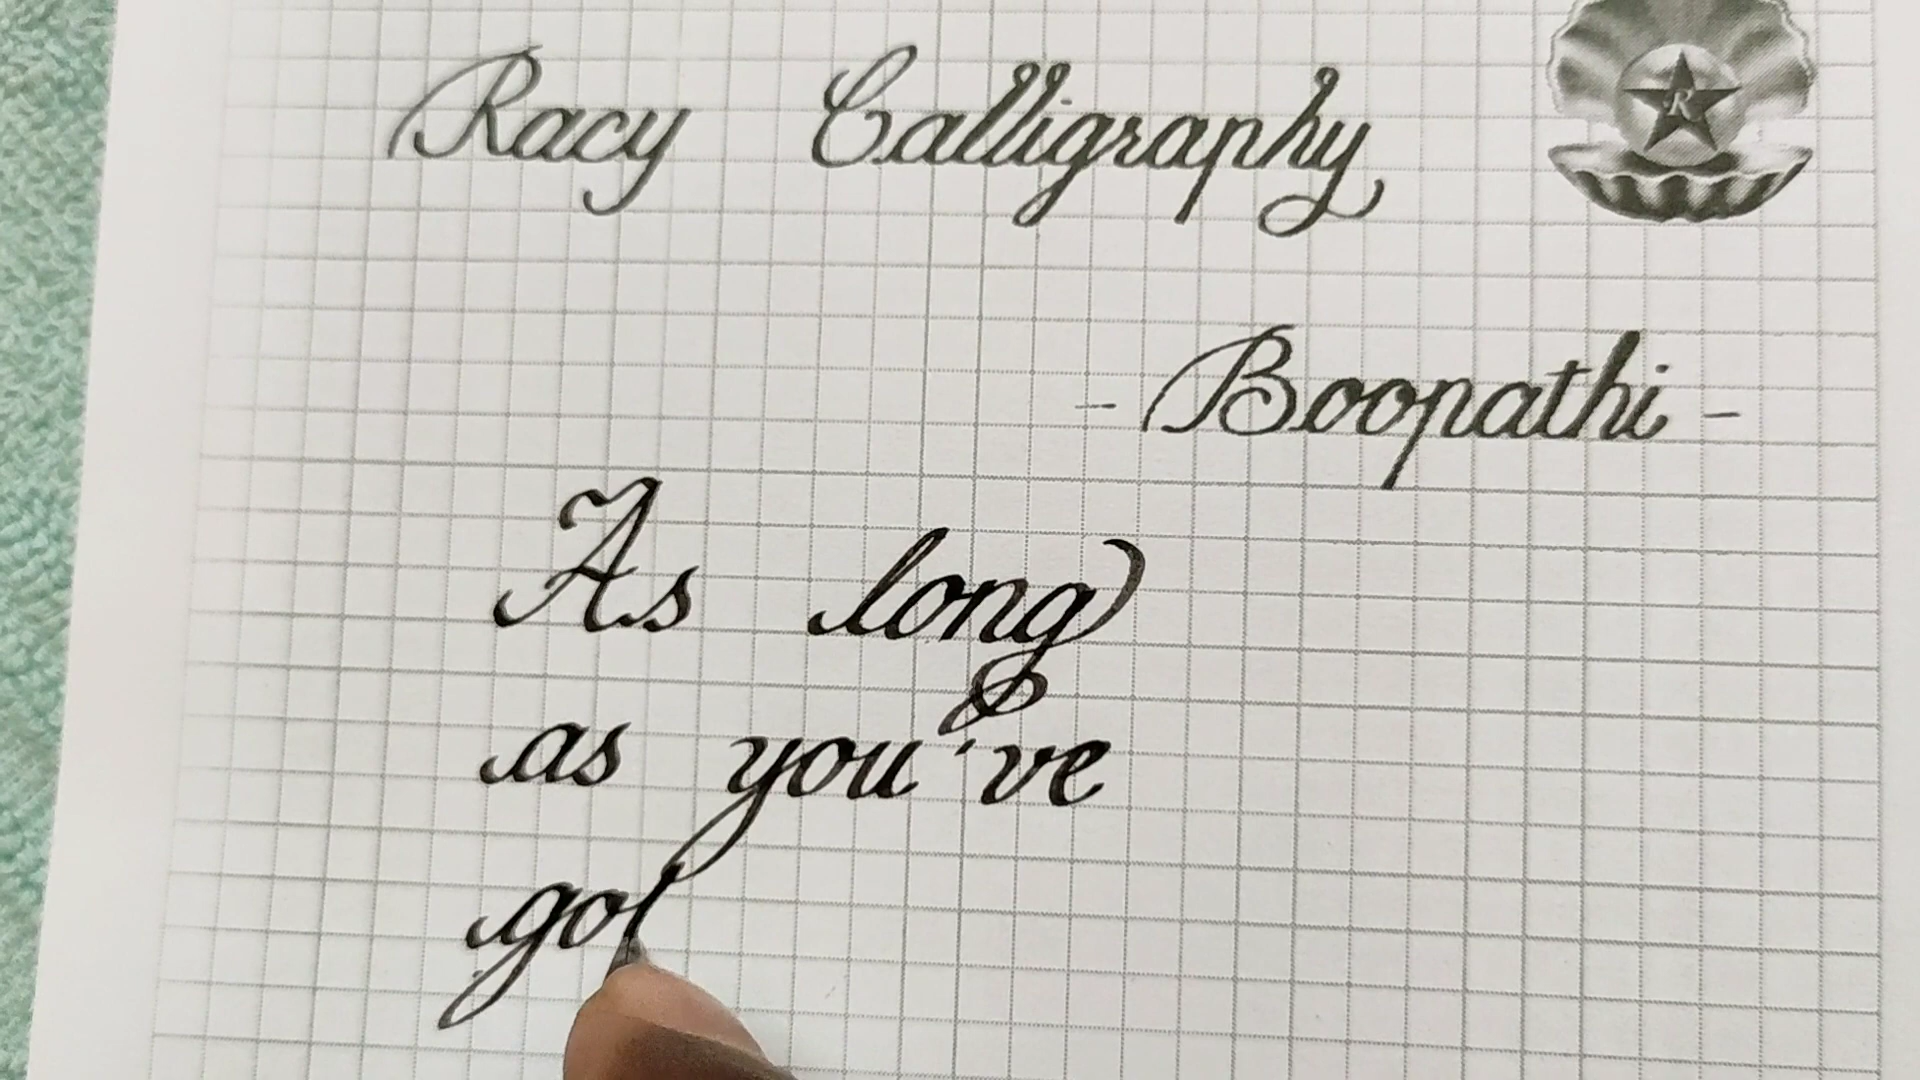 Racy Calligraphy
R
- Boopathi -
As long
as you've
got